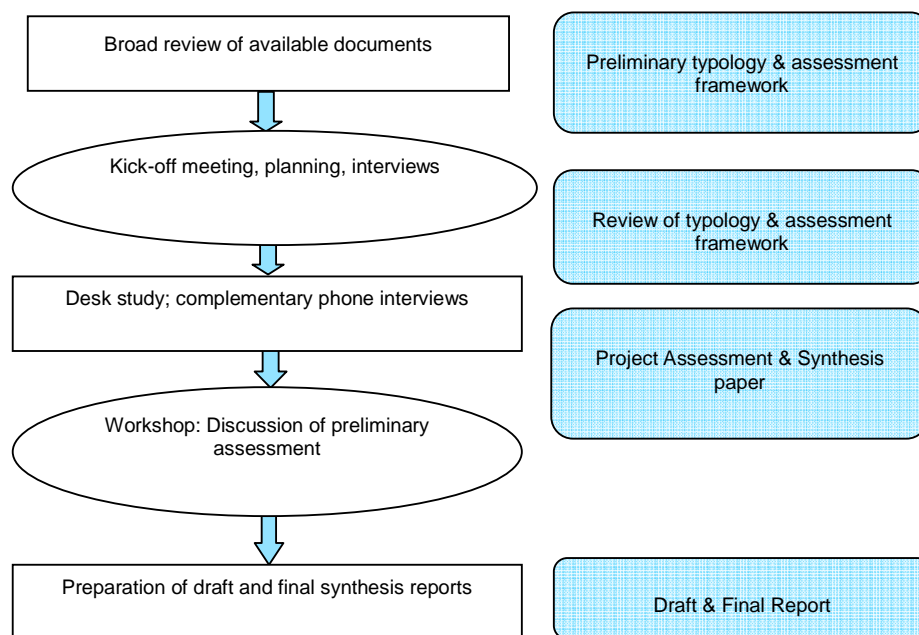 Broad review of available documents
Preliminary typology & assessment
framework
Kick-off meeting, planning, interviews
Review of typology & assessment
framework
Desk study; complementary phone interviews
Project Assessment & Synthesis
paper
Workshop: Discussion of preliminary
assessment
Preparation of draft and final synthesis reports
Draft & Final Report